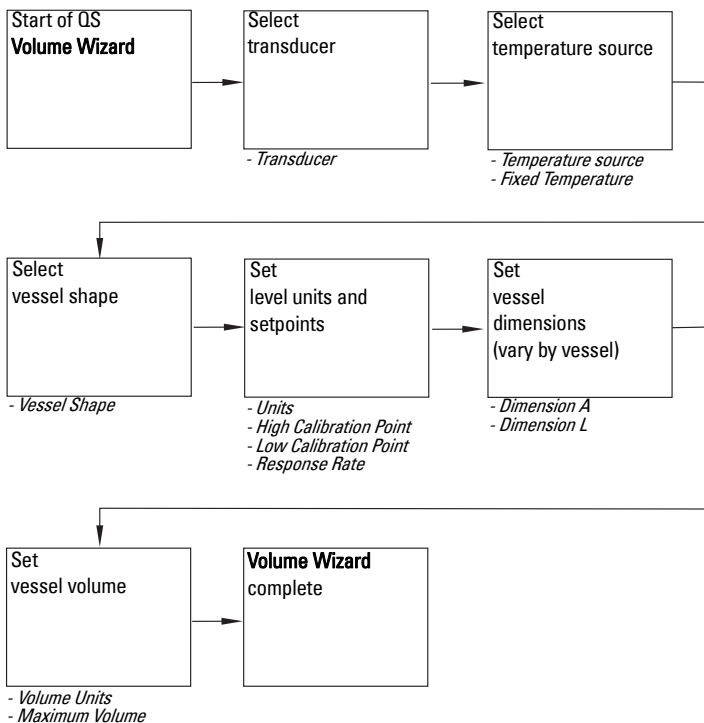 Start of QS
Volume Wizard
Select
transducer
- Transducer
Select
temperature source
- Temperature source
- Fixed Temperature
Select
vessel shape
- Vessel Shape
Set
level units and
setpoints
- Units
- High Calibration Point
- Low Calibration Point
- Response Rate
Set
vessel
dimensions
(vary by vessel)
- Dimension A
- Dimension L
Set
vessel volume
- Volume Units
- Maximum Volume
Volume Wizard
complete